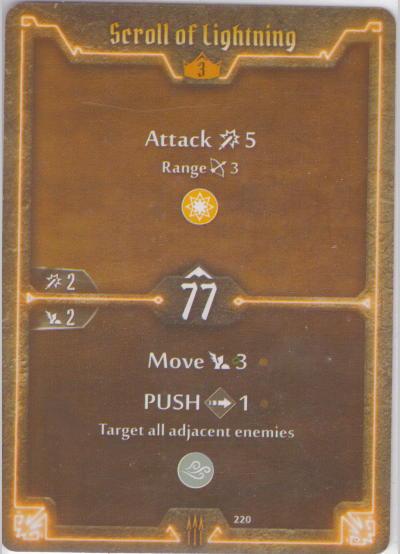 Scroll of Lightning
3
Attack 5
Range 3
2
77
2
Move 3
PUSH 1
Target all adjacent enemies
220